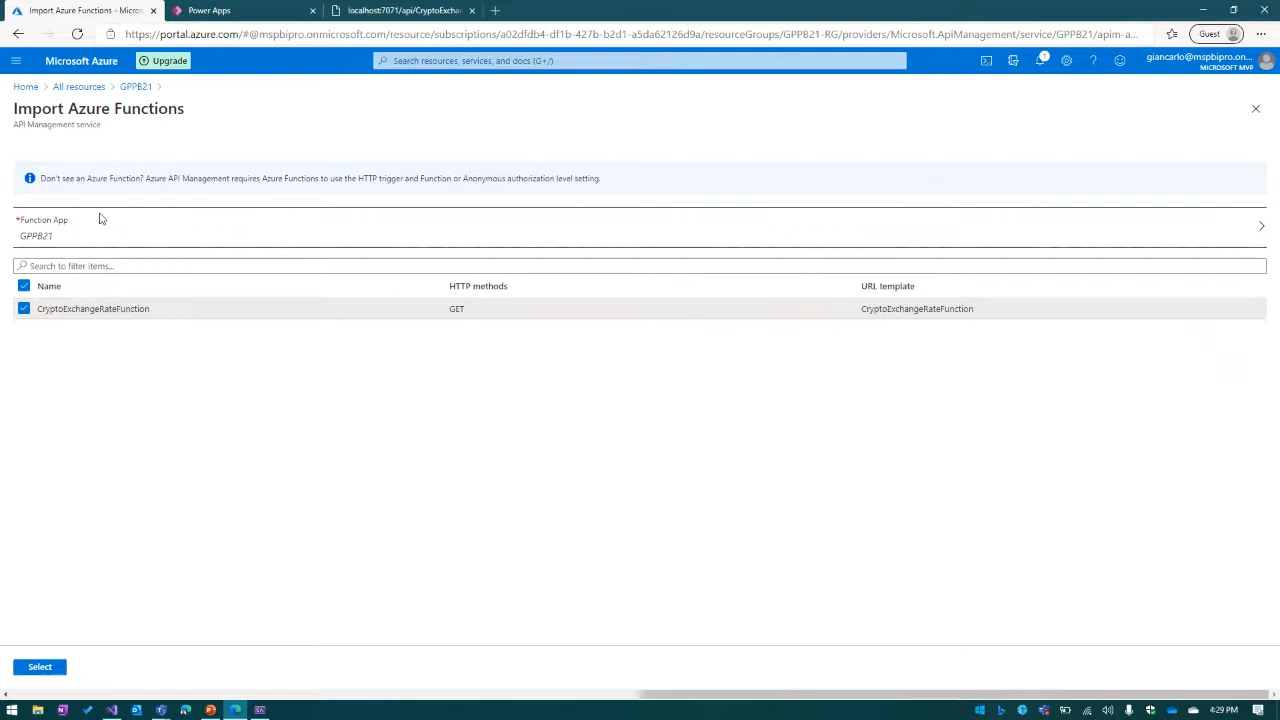 Import Azure Functions - Micros
Power Apps
localhost:7071/api/CryptoExchar
https://portal.azure.com/#@mspbipro.onmicrosoft.com/resource/subscriptions/a02dfdb4-df1b-427b-b2d1-a5da62126d9a/resourceGroups/GPPB21-RG/providers/Microsoft.ApiManagement/service/GPPB21/apim-a...
Guest
Microsoft Azure
Upgrade
Search resources, services, and docs (G+/)
1
giancarlo@mspbipro.on...
MICROSOFT MVP
Home > All resources > GPPB21 >
Import Azure Functions
API Management service
Don't see an Azure Function? Azure API Management requires Azure Functions to use the HTTP trigger and Function or Anonymous authorization level setting.
*Function App
GPPB21
Search to filter items...
Name HTTP methods URL template
CryptoExchangeRateFunction GET CryptoExchangeRateFunction
Select
4:29 PM